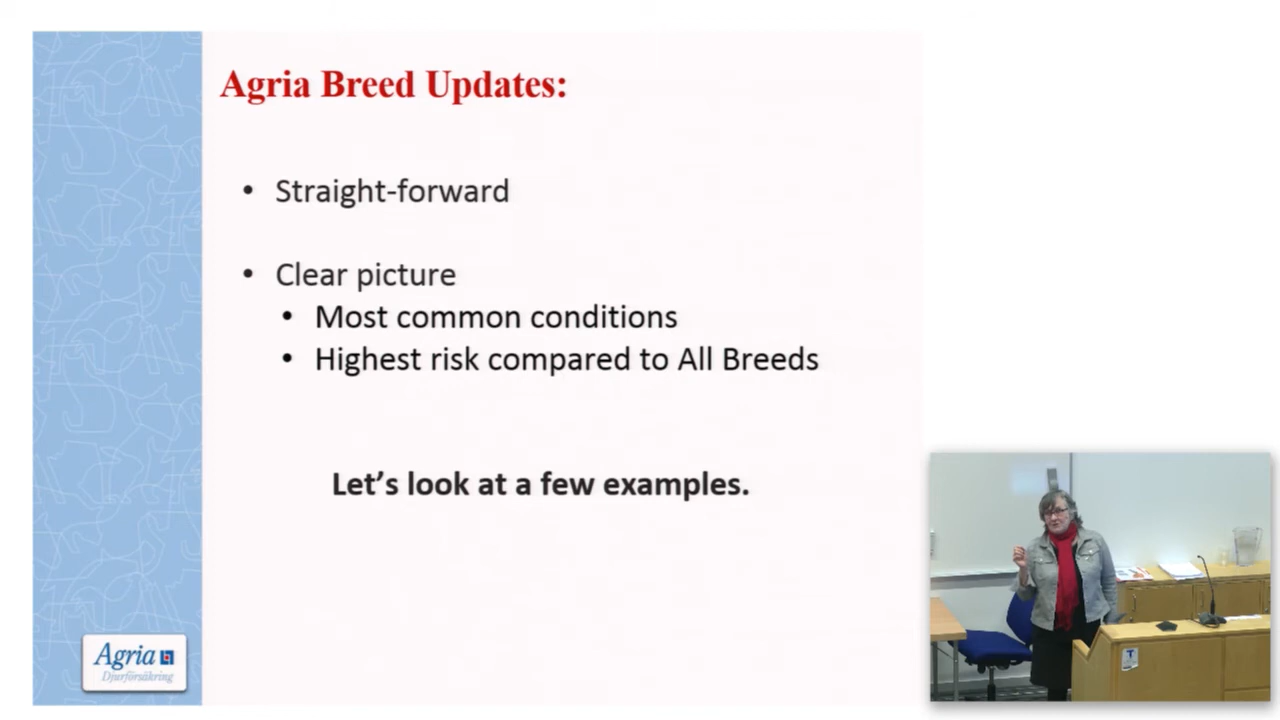 Agria Breed Updates:
• Straight-forward
• Clear picture
• Most common conditions
• Highest risk compared to All Breeds
Let's look at a few examples.
Agria
Djurförsäkring
T